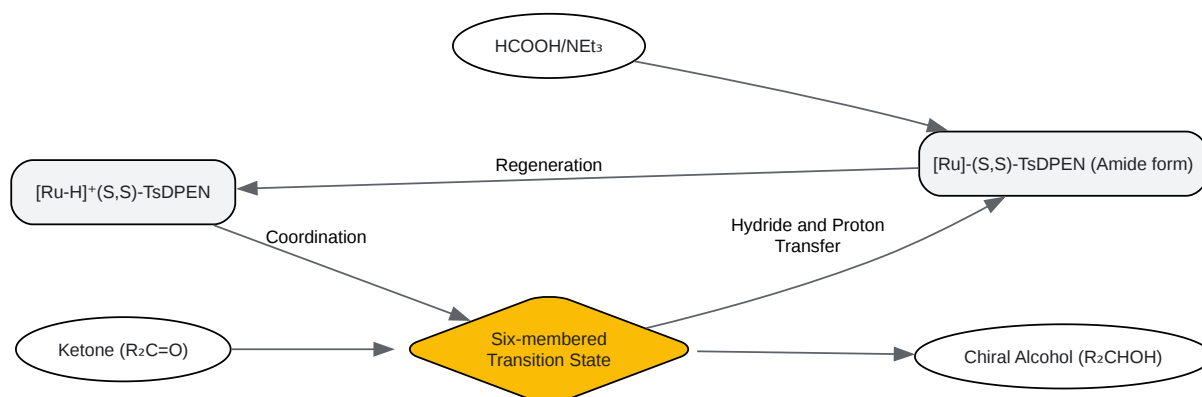 HCOOH/NEt₃
Regeneration
[Ru]-(S,S)-TsDPEN (Amide form)
[Ru-H]⁺(S,S)-TsDPEN
Coordination
Hydride and Proton
Transfer
Ketone (R₂C=O)
Six-membered
Transition State
Chiral Alcohol (R₂CHOH)